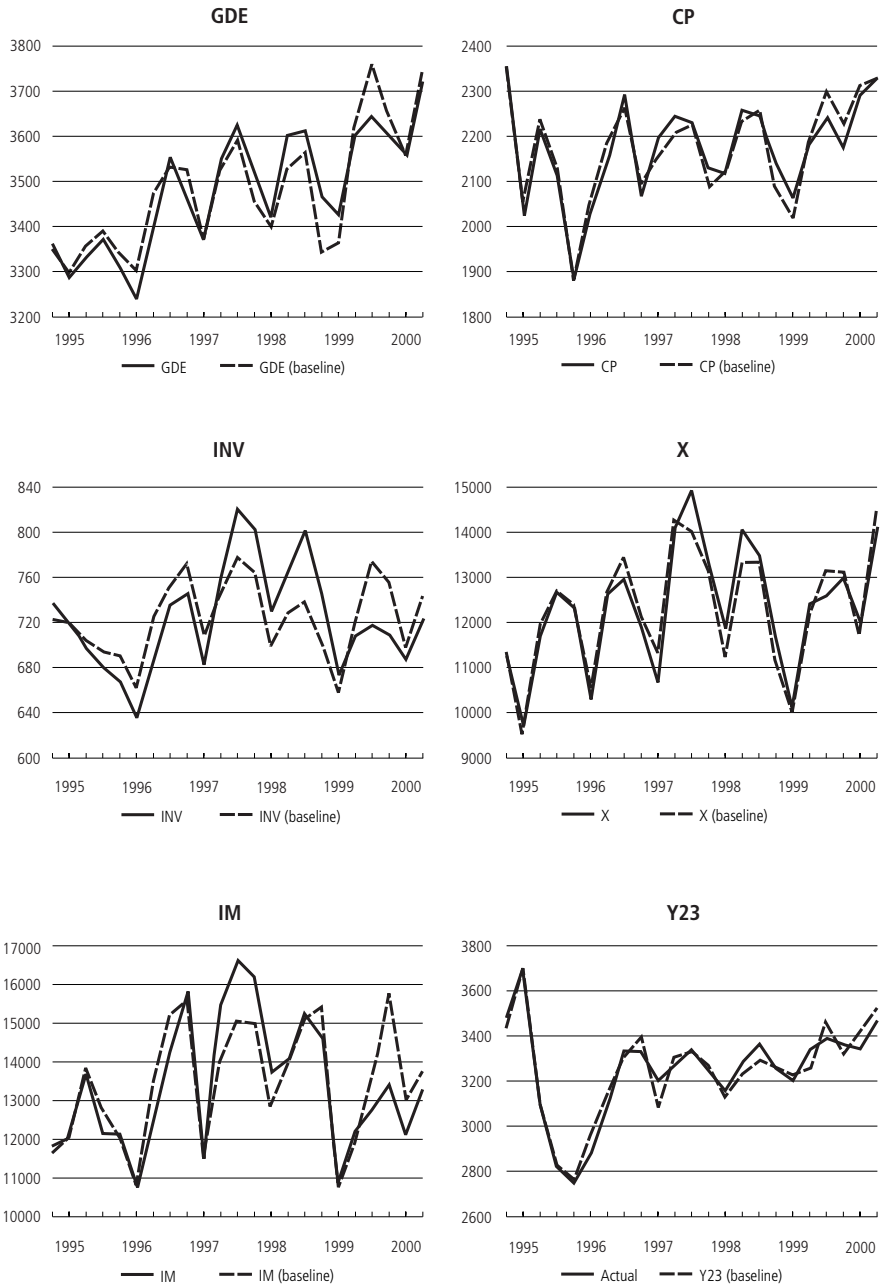 GDE
3800
3700
3600
3500
3400
3300
3200
1995 1996 1997 1998 1999 2000
GDE GDE (baseline)
CP
2400
2300
2200
2100
2000
1900
1800
1995 1996 1997 1998 1999 2000
CP CP (baseline)
INV
840
800
760
720
680
640
600
1995 1996 1997 1998 1999 2000
INV INV (baseline)
X
15000
14000
13000
12000
11000
10000
9000
1995 1996 1997 1998 1999 2000
X X (baseline)
IM
17000
16000
15000
14000
13000
12000
11000
10000
1995 1996 1997 1998 1999 2000
IM IM (baseline)
Y23
3800
3600
3400
3200
3000
2800
2600
1995 1996 1997 1998 1999 2000
Actual Y23 (baseline)